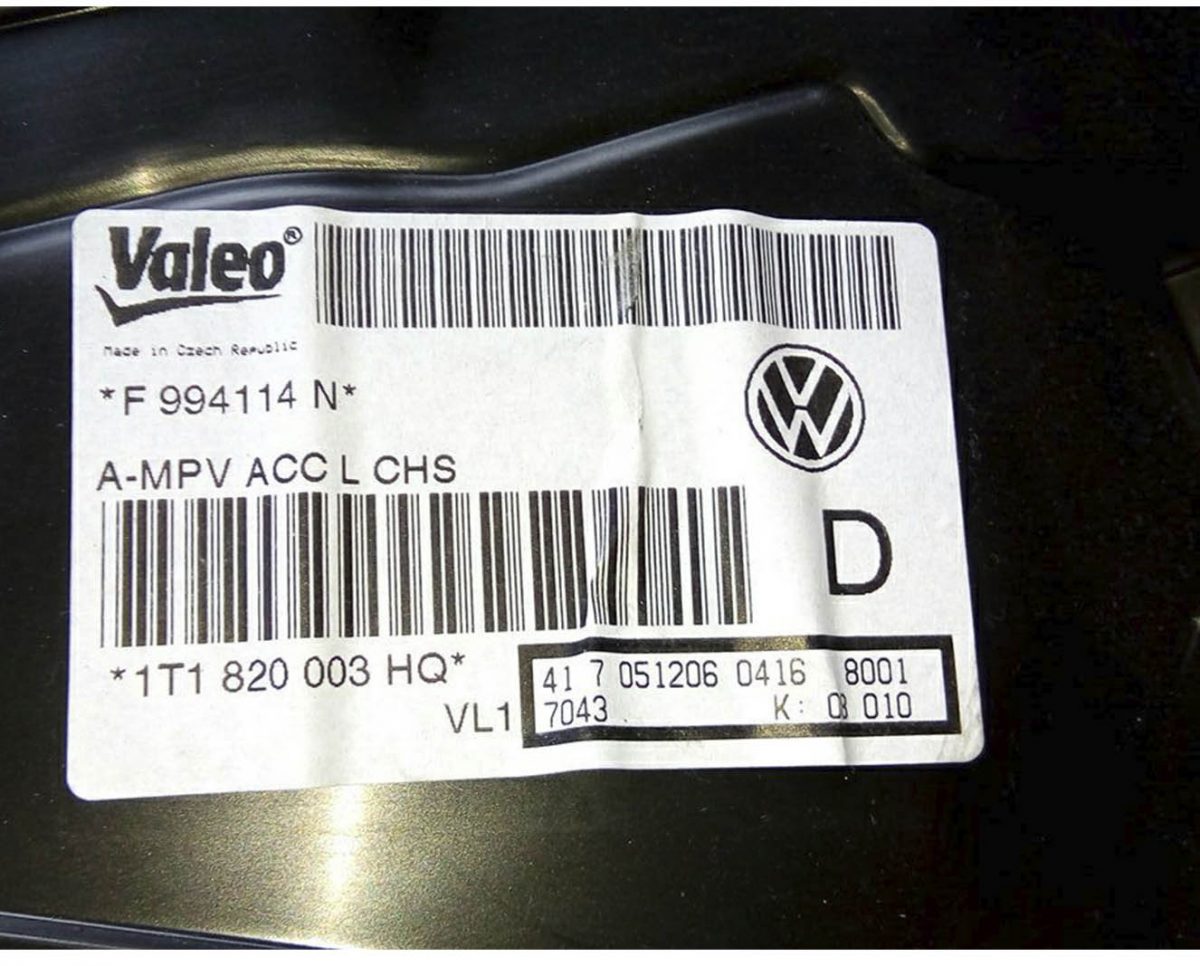 Valeo®
Made in Czech Republic
*F 994114 N*
A-MPV ACC L CHS
D
*1T1 820 003 HQ*
VL1
41 7 051206 0416 8001
7043 K: 03 010